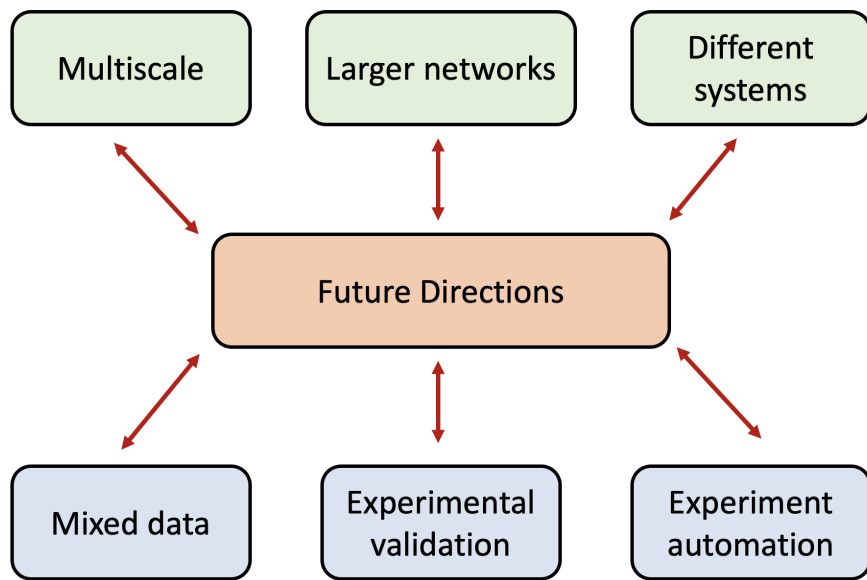 Multiscale
Larger networks
Different
systems
Future Directions
Mixed data
Experimental
validation
Experiment
automation